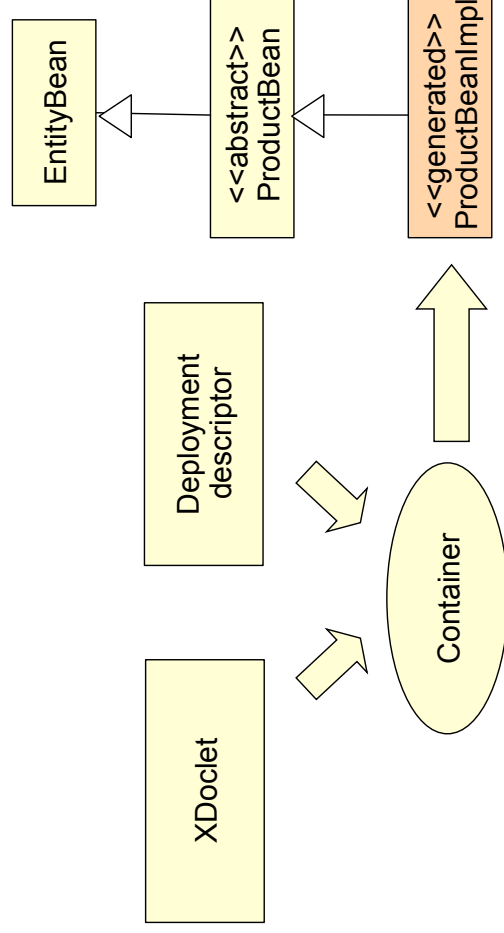 EntityBean
XDoclet
Deployment
descriptor
<<abstract>>
ProductBean
Container
<<generated>>
ProductBeanImpl